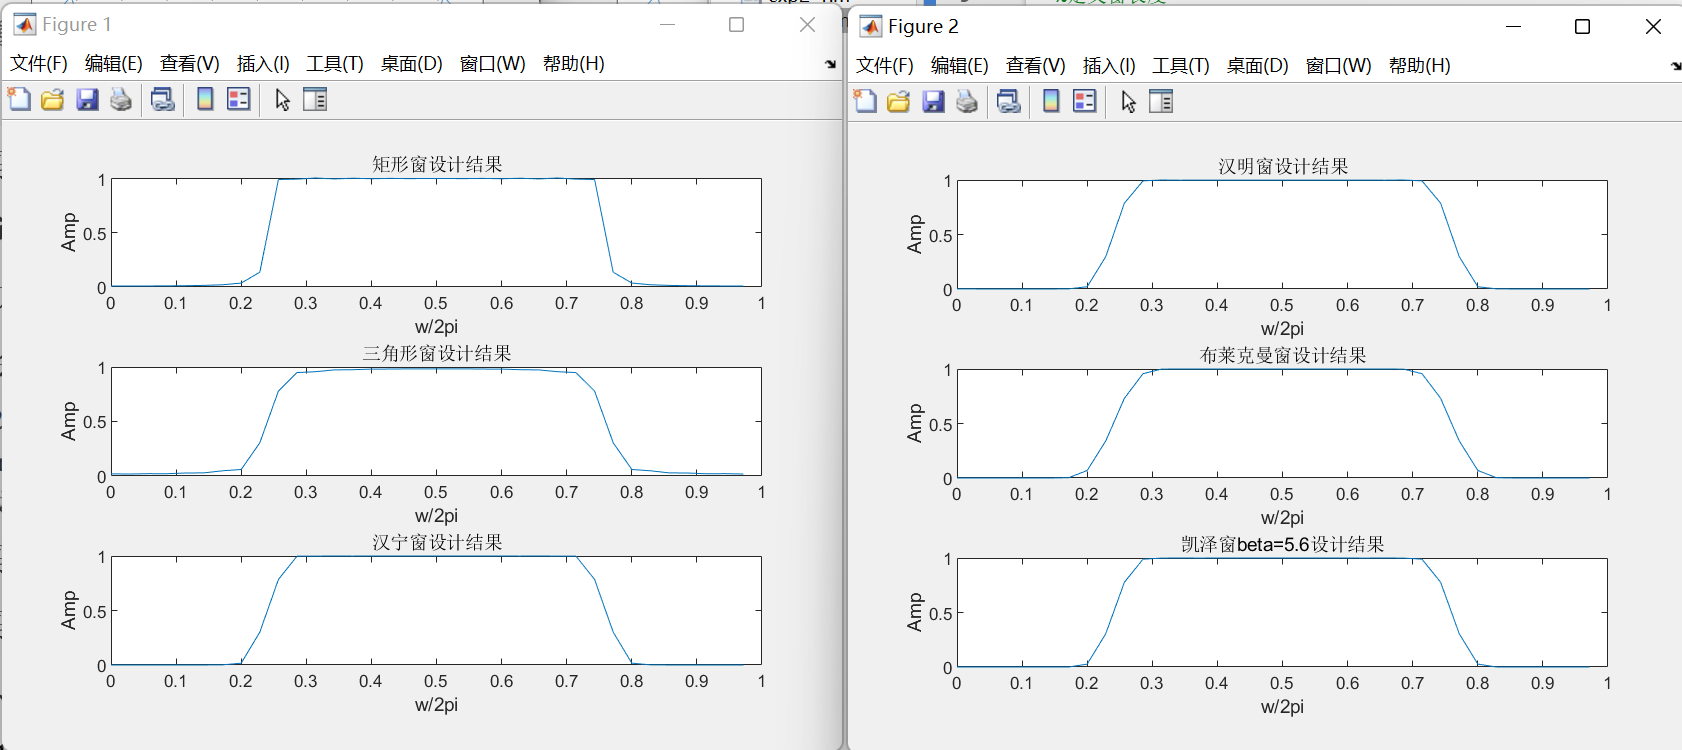 Figure 1
文件(F) 编辑(E) 查看(V) 插入(I) 工具(T) 桌面(D) 窗口(W) 帮助(H)
矩形窗设计结果
1
0.5
0
Amp
0 0.1 0.2 0.3 0.4 0.5 0.6 0.7 0.8 0.9 1
w/2pi
三角形窗设计结果
1
0.5
0
Amp
0 0.1 0.2 0.3 0.4 0.5 0.6 0.7 0.8 0.9 1
w/2pi
汉宁窗设计结果
1
0.5
0
Amp
0 0.1 0.2 0.3 0.4 0.5 0.6 0.7 0.8 0.9 1
w/2pi
Figure 2
文件(F) 编辑(E) 查看(V) 插入(I) 工具(T) 桌面(D) 窗口(W) 帮助(H)
汉明窗设计结果
1
0.5
0
Amp
0 0.1 0.2 0.3 0.4 0.5 0.6 0.7 0.8 0.9 1
w/2pi
布莱克曼窗设计结果
1
0.5
0
Amp
0 0.1 0.2 0.3 0.4 0.5 0.6 0.7 0.8 0.9 1
w/2pi
凯泽窗beta=5.6设计结果
1
0.5
0
Amp
0 0.1 0.2 0.3 0.4 0.5 0.6 0.7 0.8 0.9 1
w/2pi